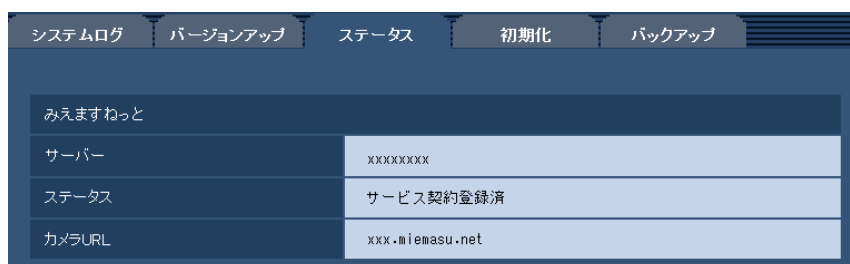 システムログ バージョンアップ ステータス 初期化 バックアップ
みえますねっと
サーバー xxxxxxxx
ステータス サービス契約登録済
カメラURL xxx.miemasu.net